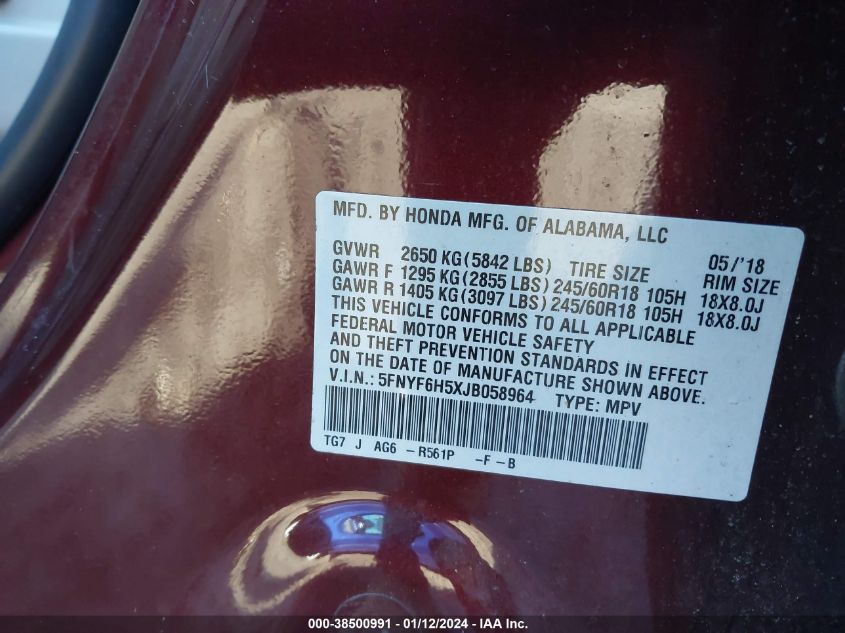 MFD. BY HONDA MFG. OF ALABAMA, LLC
05/'18
GVWR 2650 KG(5842 LBS) TIRE SIZE RIM SIZE
GAWR F 1295 KG(2855 LBS) 245/60R18 105H 18X8.0J
GAWR R 1405 KG(3097 LBS) 245/60R18 105H 18X8.0J
THIS VEHICLE CONFORMS TO ALL APPLICABLE
FEDERAL MOTOR VEHICLE SAFETY
AND THEFT PREVENTION STANDARDS IN EFFECT
ON THE DATE OF MANUFACTURE SHOWN ABOVE.
V.I.N.: 5FNYF6H5XJB058964 TYPE: MPV
TG7 J AG6 -R561P -F-B
000-38500991 - 01/12/2024 - IAA Inc.